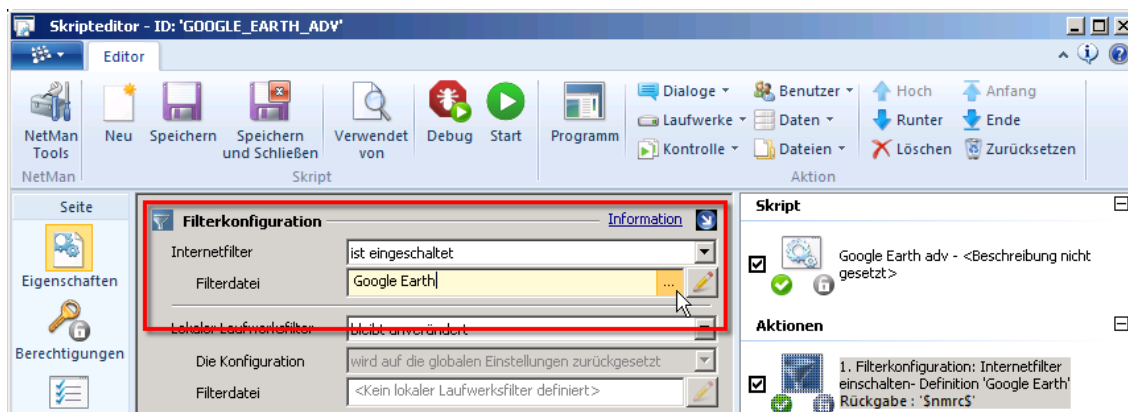 Skripteditor - ID: 'GOOGLE_EARTH_ADV'
Editor
NetMan Tools
Neu
Speichern
Speichern und Schließen
Verwendet von
Debug
Start
Programm
Dialoge
Laufwerke
Kontrolle
Benutzer
Daten
Dateien
Hoch
Runter
Löschen
Anfang
Ende
Zurücksetzen
NetMan
Skript
Aktion
Seite
Eigenschaften
Berechtigungen
Filterkonfiguration
Information
Internetfilter
ist eingeschaltet
Filterdatei
Google Earth
...
Lokaler Laufwerksfilter
bleibt unverändert
Die Konfiguration
wird auf die globalen Einstellungen zurückgesetzt
Filterdatei
<Kein lokaler Laufwerksfilter definiert>
Skript
Google Earth adv - <Beschreibung nicht
gesetzt>
Aktionen
1. Filterkonfiguration: Internetfilter
einschalten- Definition 'Google Earth'
Rückgabe : '$nmrc$'